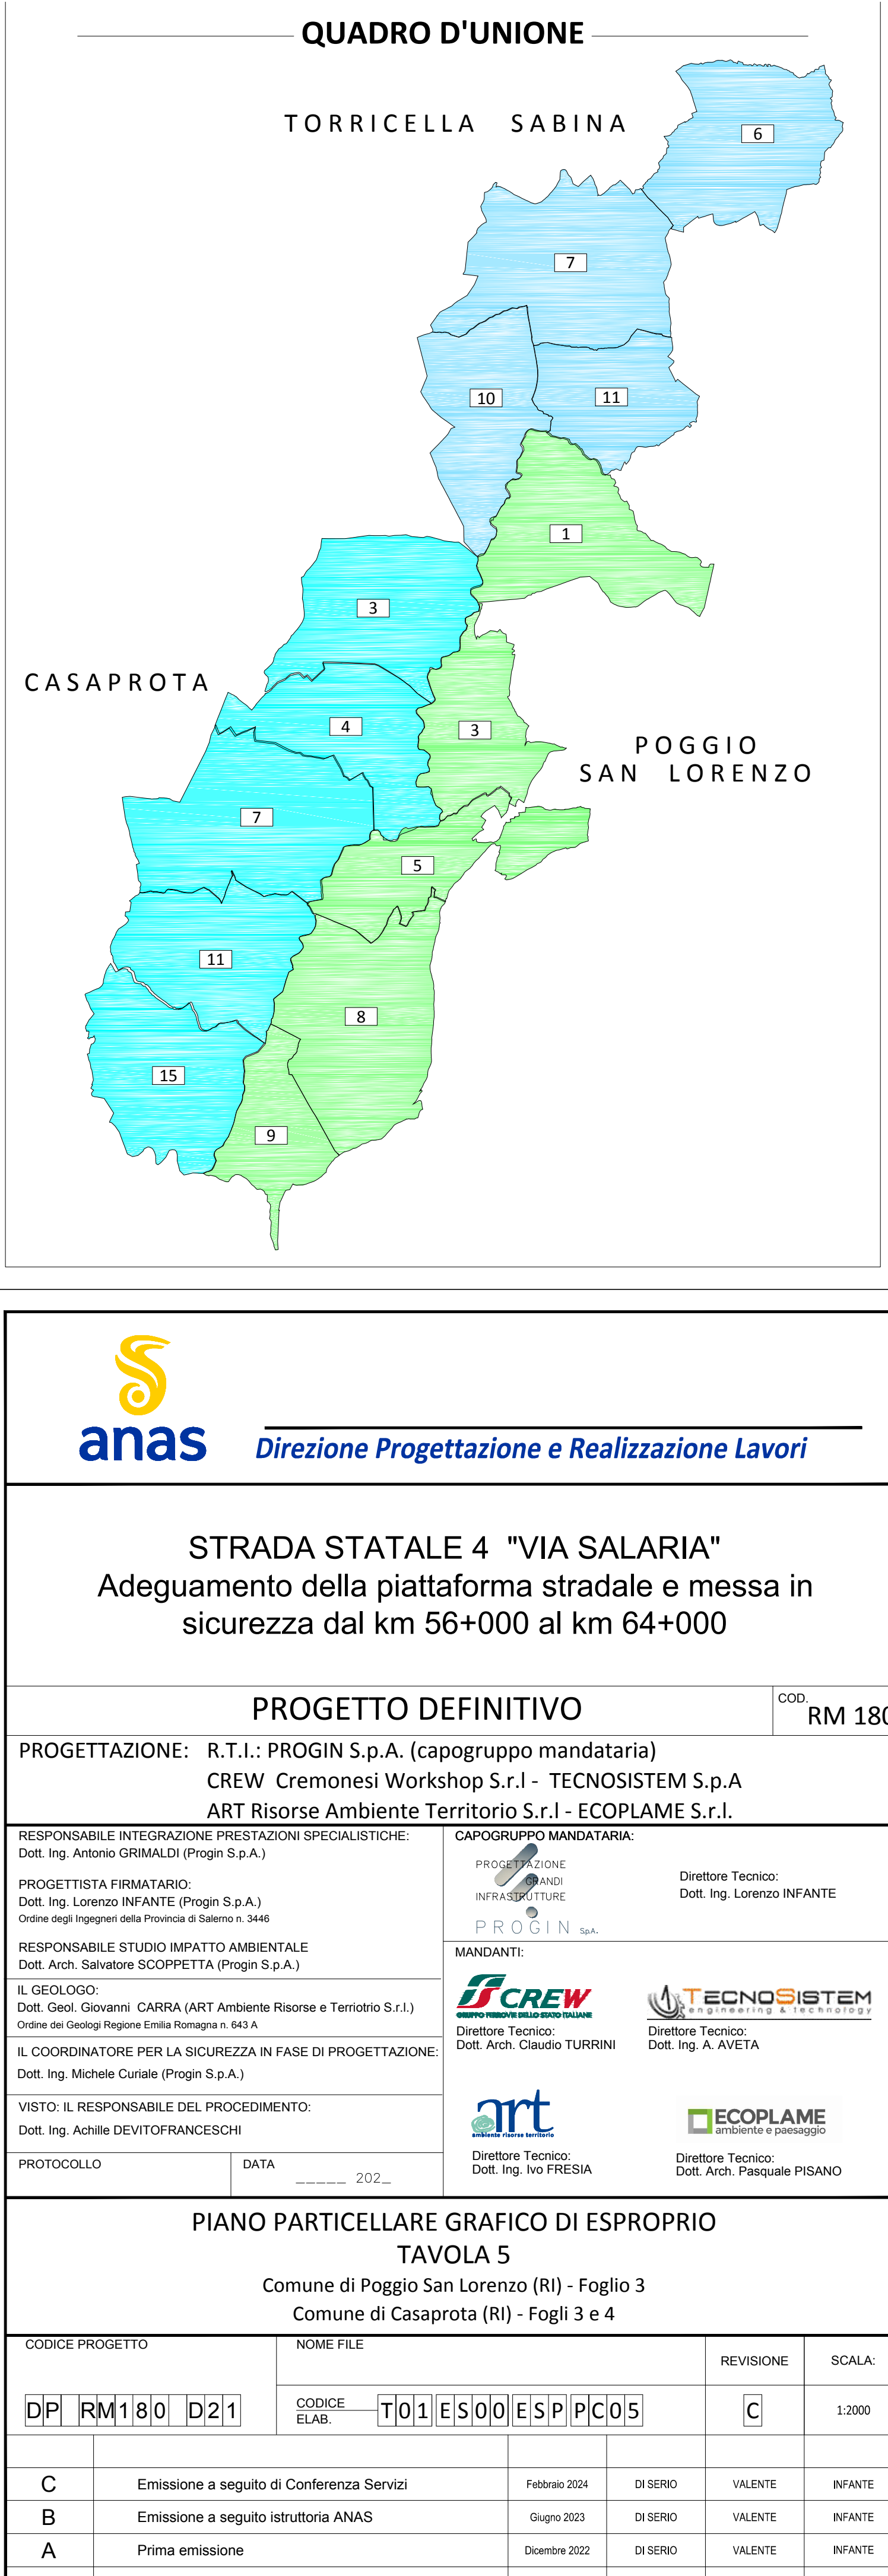 QUADRO D'UNIONE
TORRICELLA SABINA
6
7
10
11
1
3
CASAPROTA
4
3
POGGIO
SAN LORENZO
7
5
11
8
15
9
anas
Direzione Progettazione e Realizzazione Lavori
STRADA STATALE 4 "VIA SALARIA"
Adeguamento della piattaforma stradale e messa in
sicurezza dal km 56+000 al km 64+000
PROGETTO DEFINITIVO
COD.
RM 180
PROGETTAZIONE: R.T.I.: PROGIN S.p.A. (capogruppo mandataria)
CREW Cremonesi Workshop S.r.l - TECNOSISTEM S.p.A
ART Risorse Ambiente Territorio S.r.l - ECOPLAME S.r.l.
RESPONSABILE INTEGRAZIONE PRESTAZIONI SPECIALISTICHE:
Dott. Ing. Antonio GRIMALDI (Progin S.p.A.)
PROGETTISTA FIRMATARIO:
Dott. Ing. Lorenzo INFANTE (Progin S.p.A.)
Ordine degli Ingegneri della Provincia di Salerno n. 3446
RESPONSABILE STUDIO IMPATTO AMBIENTALE
Dott. Arch. Salvatore SCOPPETTA (Progin S.p.A.)
IL GEOLOGO:
Dott. Geol. Giovanni CARRA (ART Ambiente Risorse e Terriotrio S.r.l.)
Ordine dei Geologi Regione Emilia Romagna n. 643 A
IL COORDINATORE PER LA SICUREZZA IN FASE DI PROGETTAZIONE:
Dott. Ing. Michele Curiale (Progin S.p.A.)
VISTO: IL RESPONSABILE DEL PROCEDIMENTO:
Dott. Ing. Achille DEVITOFRANCESCHI
PROTOCOLLO
DATA
_____ 202_
CAPOGRUPPO MANDATARIA:
PROGETTAZIONE
GRANDI
INFRASTRUTTURE
PROGIN S.p.A.
Direttore Tecnico:
Dott. Ing. Lorenzo INFANTE
MANDANTI:
CREW
GRUPPO FERROVIE DELLO STATO ITALIANE
Direttore Tecnico:
Dott. Arch. Claudio TURRINI
TECNOSISTEM
engineering & technology
Direttore Tecnico:
Dott. Ing. A. AVETA
art
ambiente risorse territorio
Direttore Tecnico:
Dott. Ing. Ivo FRESIA
ECOPLAME
ambiente e paesaggio
Direttore Tecnico:
Dott. Arch. Pasquale PISANO
PIANO PARTICELLARE GRAFICO DI ESPROPRIO
TAVOLA 5
Comune di Poggio San Lorenzo (RI) - Foglio 3
Comune di Casaprota (RI) - Fogli 3 e 4
CODICE PROGETTO
DP RM180 D21
NOME FILE
CODICE
ELAB.
T01ES00ESPPC05
REVISIONE
C
SCALA:
1:2000
C Emissione a seguito di Conferenza Servizi Febbraio 2024 DI SERIO VALENTE INFANTE
B Emissione a seguito istruttoria ANAS Giugno 2023 DI SERIO VALENTE INFANTE
A Prima emissione Dicembre 2022 DI SERIO VALENTE INFANTE